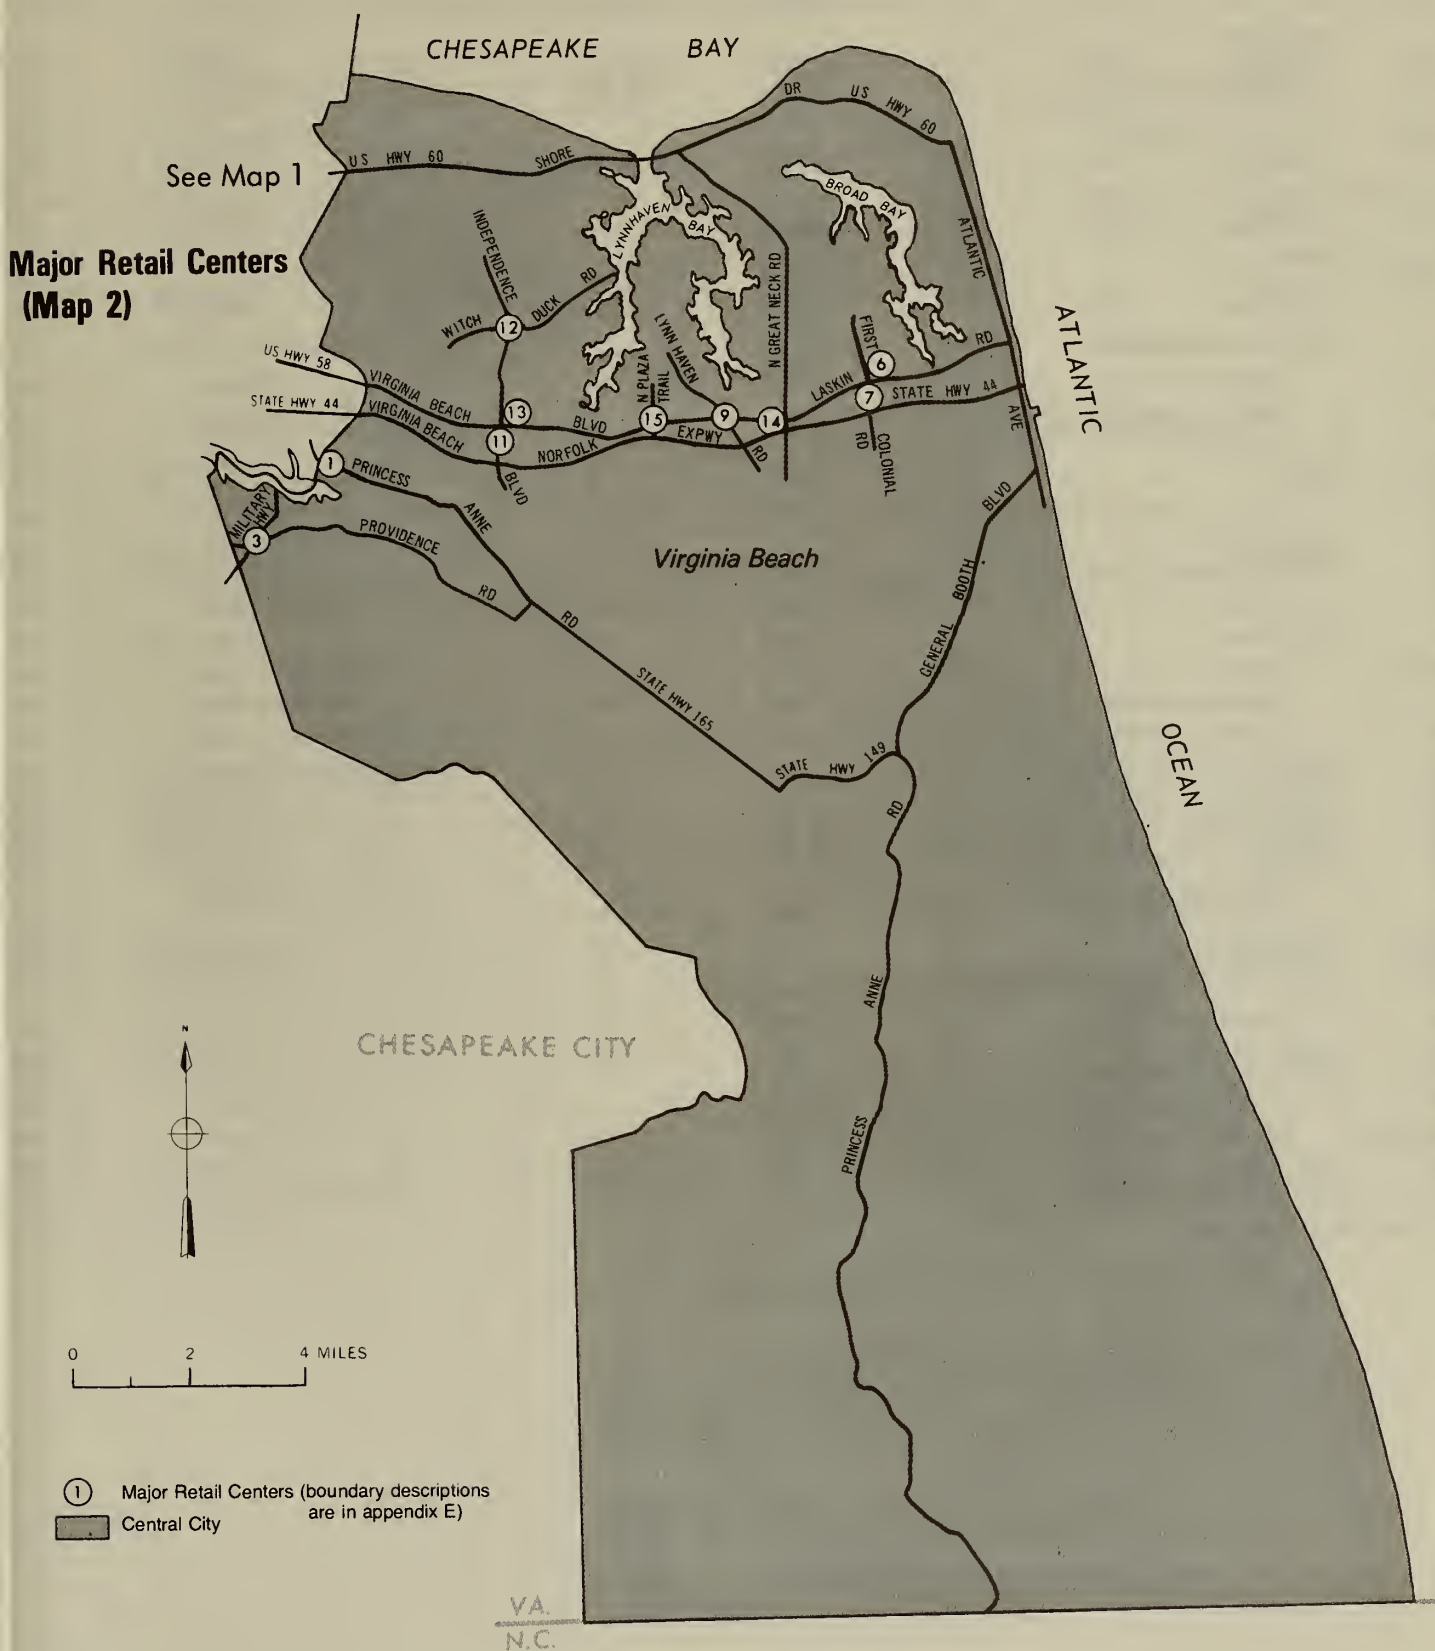 CHESAPEAKE BAY
DR US HWY 60
US HWY 60 SHORE
See Map 1
BROAD BAY
LYNNHAVEN BAY
INDEPENDENCE
ATLANTIC
Major Retail Centers
(Map 2)
N GREAT NECK RD
WITCH 12 DUCK RD
LYNN HAVEN
FIRST
ATLANTIC
US HWY 58
N PLAZA
TRAIL
6
RD
VIRGINIA BEACH
LASKIN
7
STATE HWY 44
STATE HWY 44
VIRGINIA BEACH
13
BLVD
15
9
14
AVE
11
NORFOLK
EXPWY
RD
RD
COLONIAL
BLVD
1
PRINCESS
BLVD
MILITARY
HWY
ANNE
3
PROVIDENCE
Virginia Beach
BOOTH
RD
RD
GENERAL
STATE HWY 165
OCEAN
STATE HWY 149
RD
ANNE
N
CHESAPEAKE CITY
PRINCESS
0 2 4 MILES
1 Major Retail Centers (boundary descriptions
are in appendix E)
Central City
VA.
N.C.